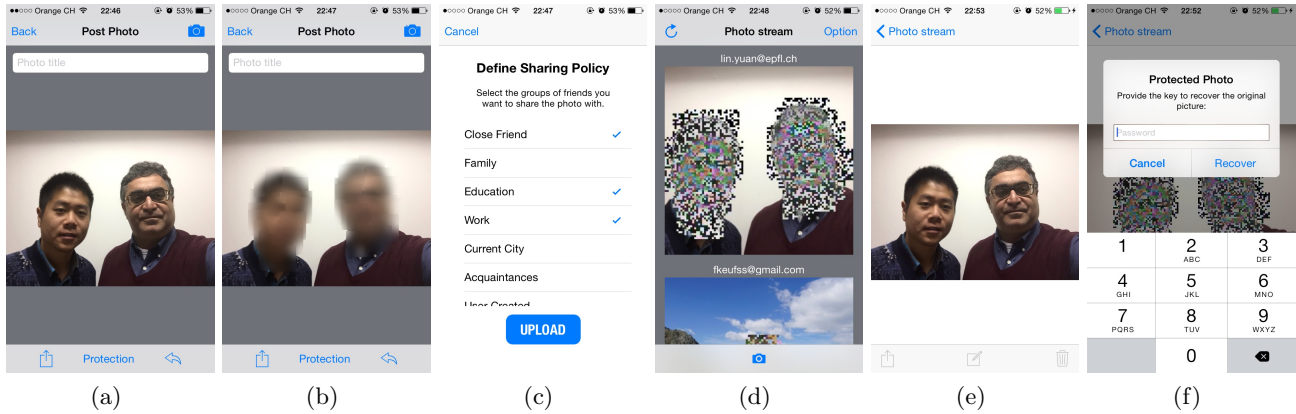 ●●○○○ Orange CH 22:46 53%
Back Post Photo
Photo title
Protection
(a)
●●○○○ Orange CH 22:47 53%
Back Post Photo
Photo title
Protection
(b)
●○○○○ Orange CH 22:47 53%
Cancel
Define Sharing Policy
Select the groups of friends you
want to share the photo with.
Close Friend
Family
Education
Work
Current City
Acquaintances
User Created
UPLOAD
(c)
●○○○○ Orange CH 22:48 52%
Photo stream Option
lin.yuan@epfl.ch
fkeufss@gmail.com
(d)
●○○○○ Orange CH 22:53 52%
Photo stream
(e)
●○○○○ Orange CH 22:52 52%
Photo stream
Protected Photo
Provide the key to recover the original
picture:
Password
Cancel Recover
1 2 3
ABC DEF
4 5 6
GHI JKL MNO
7 8 9
PQRS TUV WXYZ
0
(f)